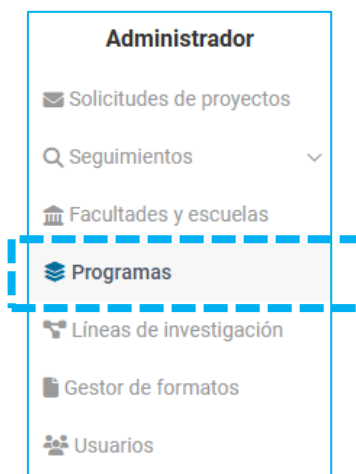 Administrador
Solicitudes de proyectos
Seguimientos
Facultades y escuelas
Programas
Líneas de investigación
Gestor de formatos
Usuarios